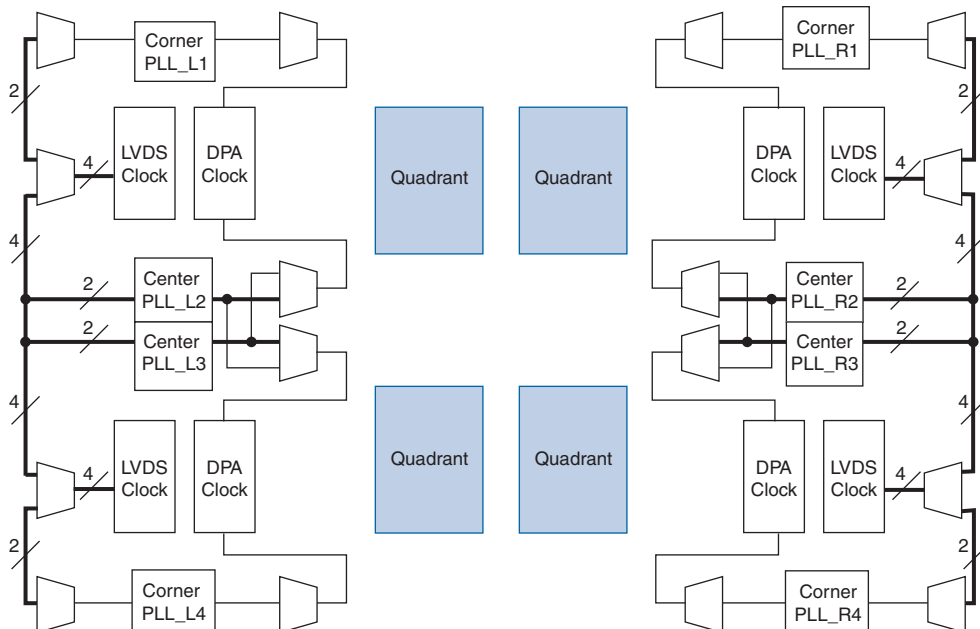 Corner
PLL_L1
Corner
PLL_R1
2
2
LVDS
Clock
DPA
Clock
Quadrant
Quadrant
DPA
Clock
LVDS
Clock
4
4
4
4
Center
PLL_L2
2
Center
PLL_R2
2
Center
PLL_L3
2
Center
PLL_R3
2
4
4
LVDS
Clock
DPA
Clock
Quadrant
Quadrant
DPA
Clock
LVDS
Clock
4
4
2
2
Corner
PLL_L4
Corner
PLL_R4